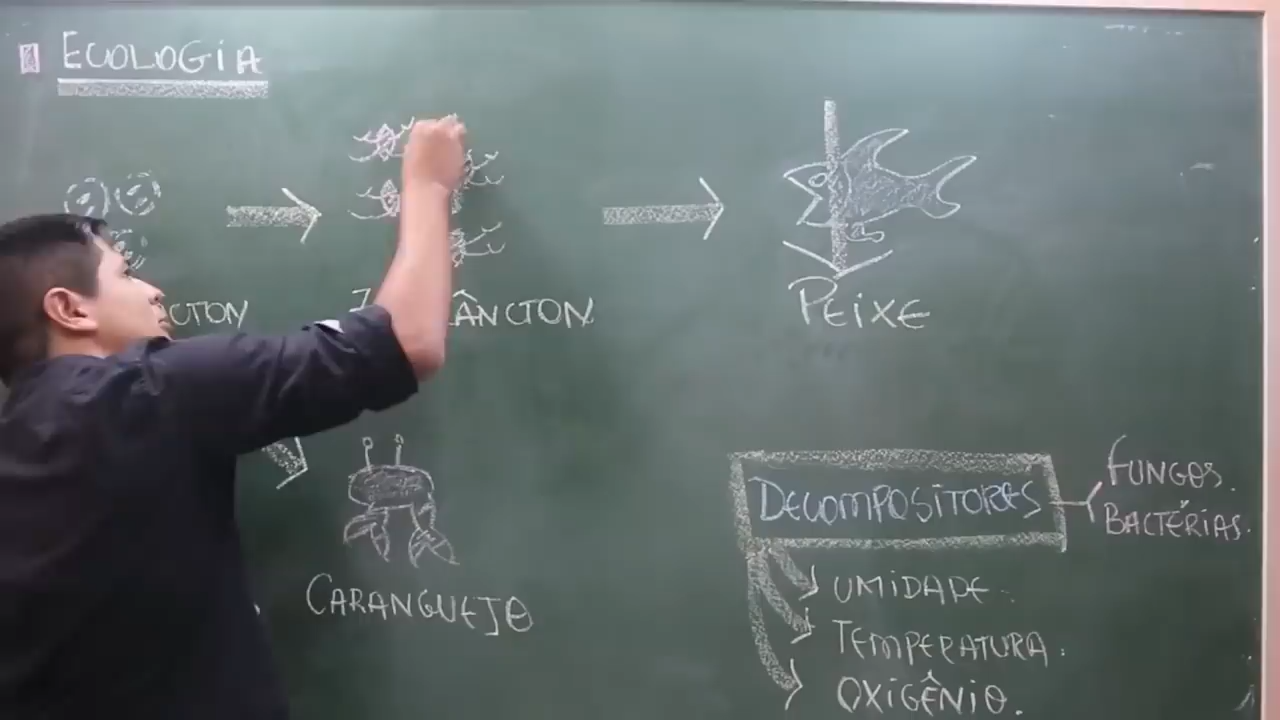 ECOLOGIA
CTON
ÂNCTON
PEIXE
CARANGUEJO
DECOMPOSITORES
FUNGOS.
BACTÉRIAS.
UMIDADE.
TEMPERATURA.
OXIGÊNIO.